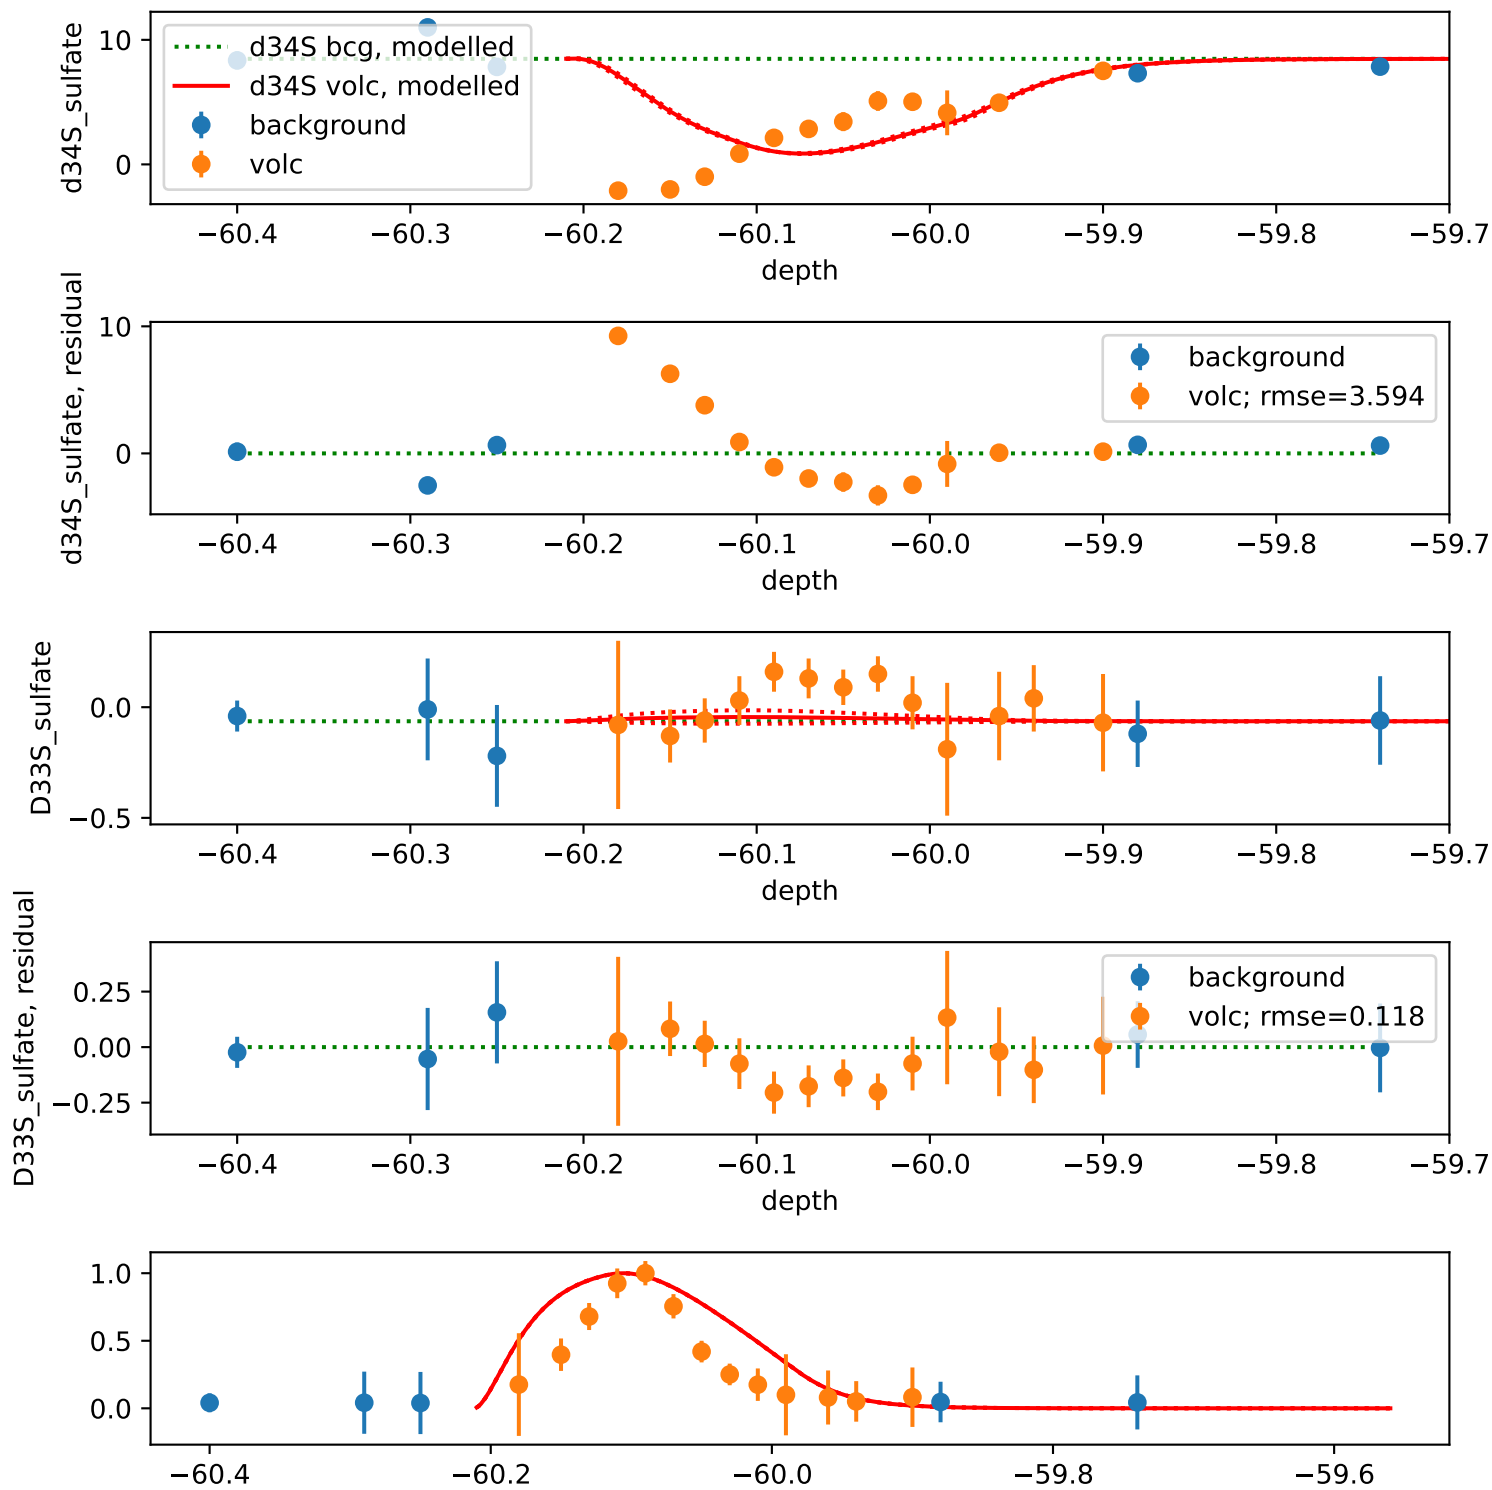 10
0
d34S_sulfate
d34S bcg, modelled
d34S volc, modelled
background
volc
−60.4 −60.3 −60.2 −60.1 −60.0 −59.9 −59.8 −59.7
depth
10
0
d34S_sulfate, residual
background
volc; rmse=3.594
−60.4 −60.3 −60.2 −60.1 −60.0 −59.9 −59.8 −59.7
depth
0.0
−0.5
D33S_sulfate
−60.4 −60.3 −60.2 −60.1 −60.0 −59.9 −59.8 −59.7
depth
0.25
0.00
−0.25
D33S_sulfate, residual
background
volc; rmse=0.118
−60.4 −60.3 −60.2 −60.1 −60.0 −59.9 −59.8 −59.7
depth
1.0
0.5
0.0
−60.4 −60.2 −60.0 −59.8 −59.6